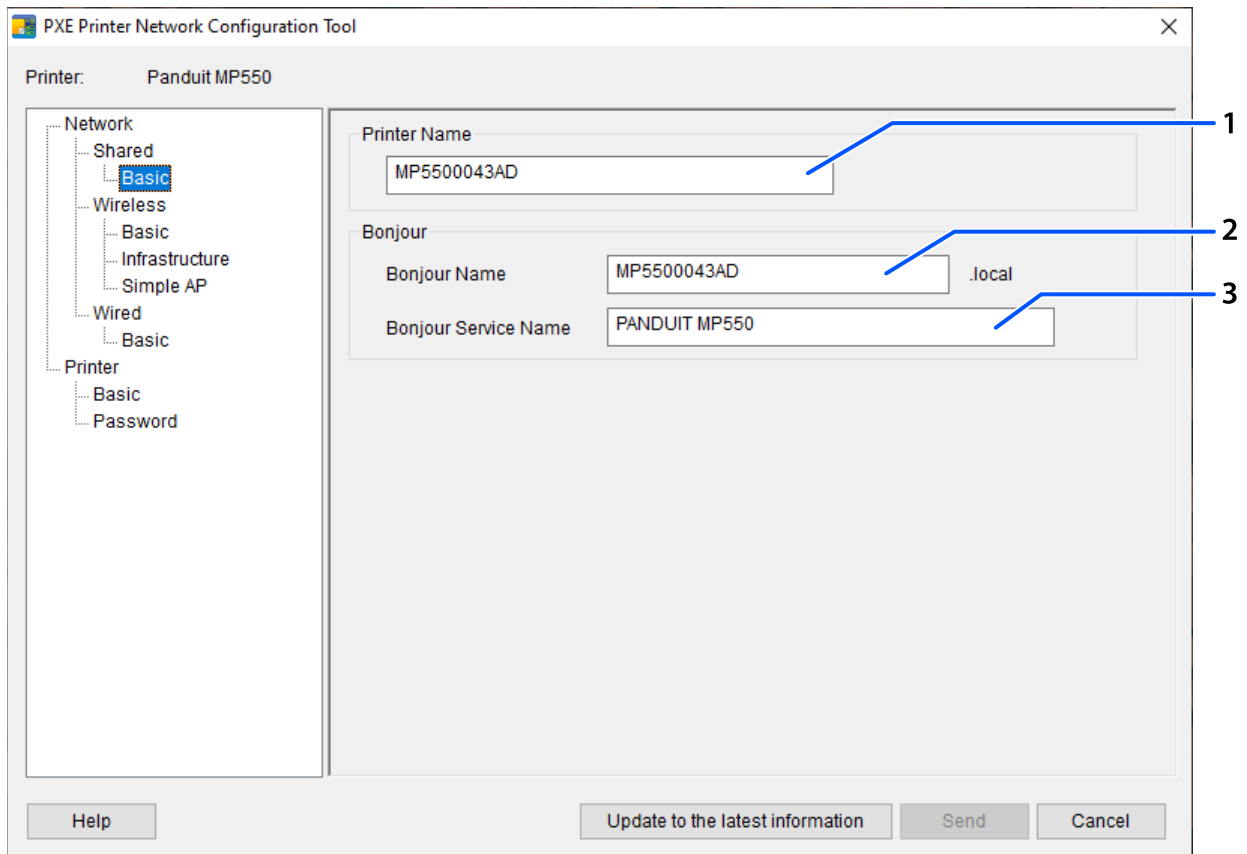 PXE Printer Network Configuration Tool
Printer: Panduit MP550
Network
Shared
Basic
Wireless
Basic
Infrastructure
Simple AP
Wired
Basic
Printer
Basic
Password
Printer Name
MP5500043AD
1
Bonjour
2
Bonjour Name MP5500043AD .local
3
Bonjour Service Name PANDUIT MP550
Help Update to the latest information Send Cancel